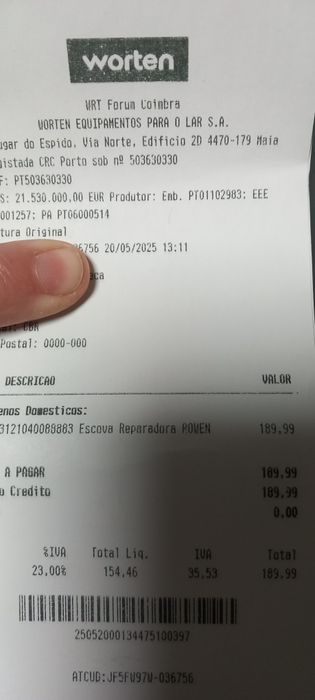 worten
WRT Forum Coimbra
WORTEN EQUIPAMENTOS PARA O LAR S.A.
ugar do Espido, Via Norte, Edificio 2D 4470-179 Maia
istada CRC Porto sob nº 503630330
F: PT503630330
S: 21.530.000,00 EUR Produtor: Emb. PT01102983; EEE
001257; PA PT06000514
tura Original
6756 20/05/2025 13:11
Postal: 0000-000
DESCRICAO VALOR
enos Domesticos:
3121040089883 Escova Reparadora ROWEN 189,99
A PAGAR 189,99
o Credito 189,99
0,00
%IVA Total Liq. IVA Total
23,00% 154,46 35,53 189,99
25052000134475100397
ATCUD:JF5FW97W-036756